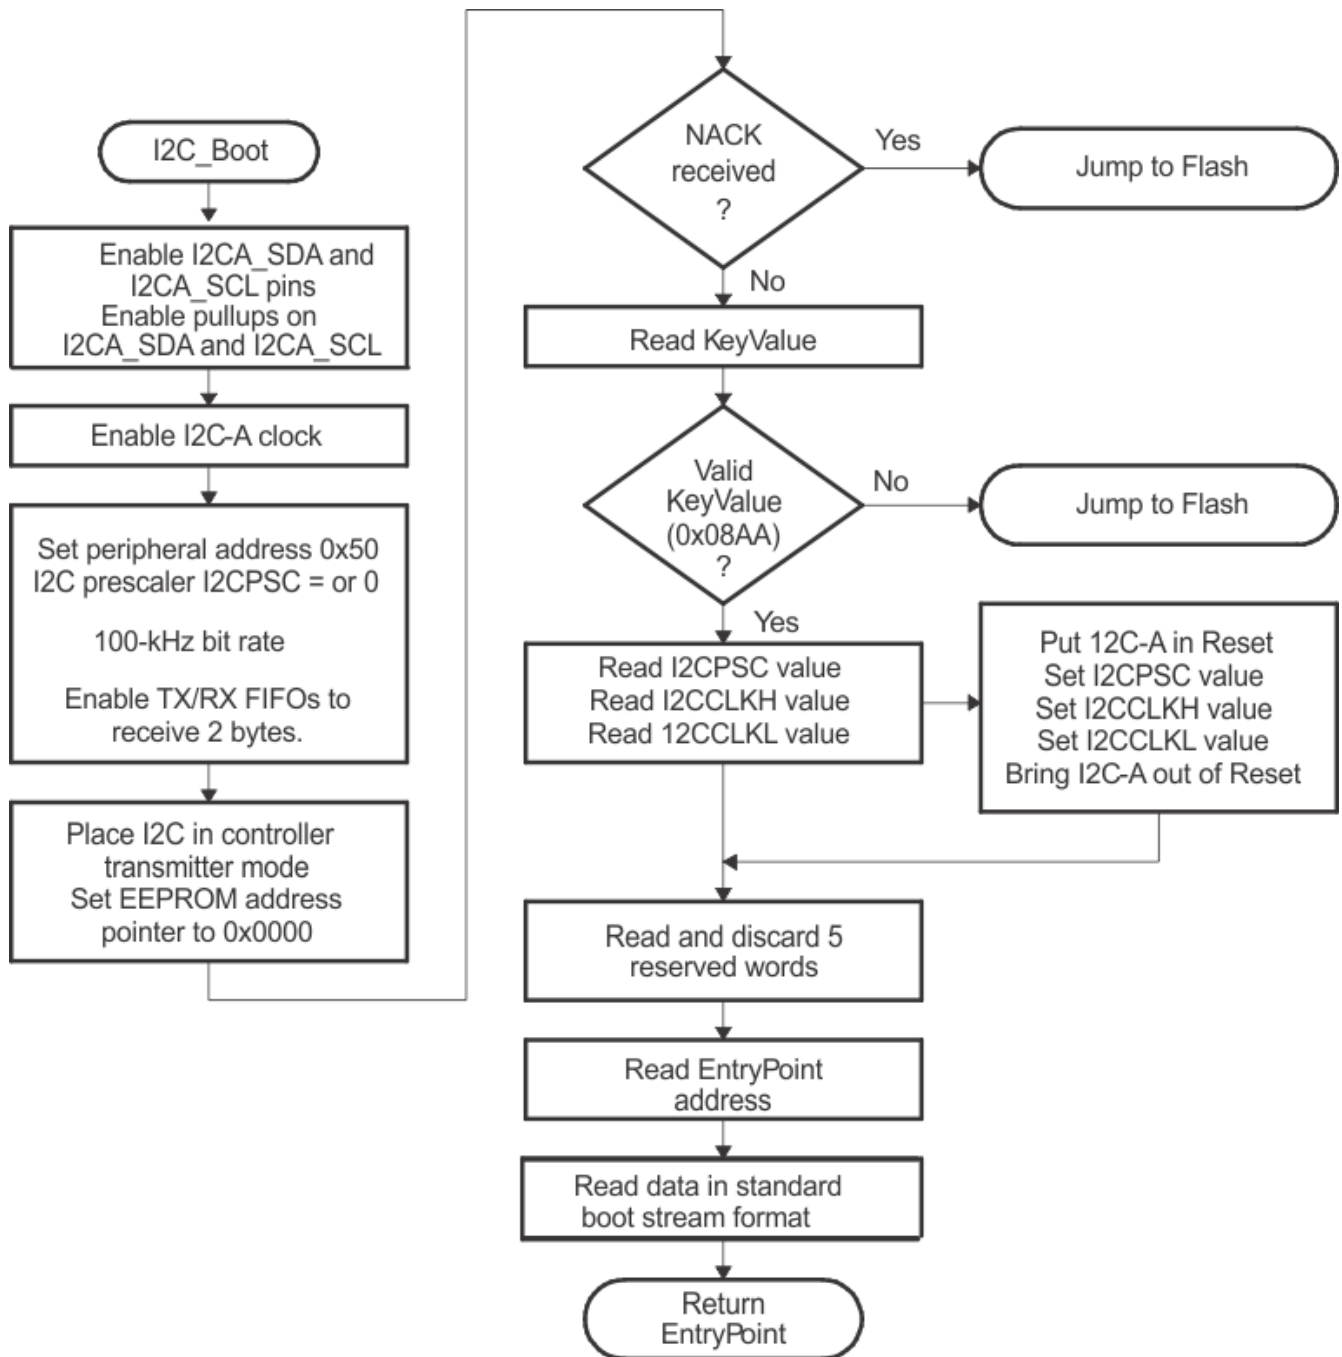 I2C_Boot
Enable I2CA_SDA and
I2CA_SCL pins
Enable pullups on
I2CA_SDA and I2CA_SCL
Enable I2C-A clock
Set peripheral address 0x50
I2C prescaler I2CPSC = or 0
100-kHz bit rate
Enable TX/RX FIFOs to
receive 2 bytes.
Place I2C in controller
transmitter mode
Set EEPROM address
pointer to 0x0000
NACK
received
?
Yes
Jump to Flash
No
Read KeyValue
Valid
KeyValue
(0x08AA)
?
No
Jump to Flash
Yes
Read I2CPSC value
Read I2CCLKH value
Read 12CCLKL value
Put 12C-A in Reset
Set I2CPSC value
Set I2CCLKH value
Set I2CCLKL value
Bring I2C-A out of Reset
Read and discard 5
reserved words
Read EntryPoint
address
Read data in standard
boot stream format
Return
EntryPoint